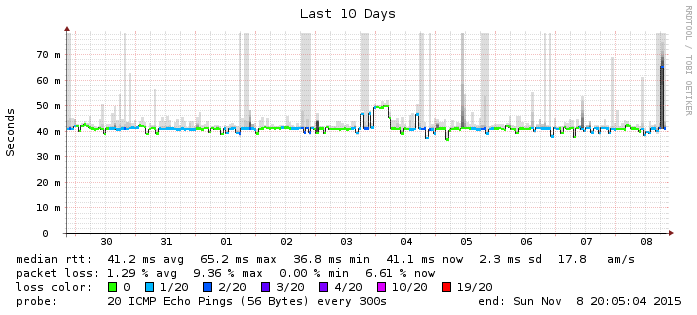 Last 10 Days
RRDTOOL / TOBI OETIKER
Seconds
70 m
60 m
50 m
40 m
30 m
20 m
10 m
0
30 31 01 02 03 04 05 06 07 08
median rtt: 41.2 ms avg 65.2 ms max 36.8 ms min 41.1 ms now 2.3 ms sd 17.8 am/s
packet loss: 1.29 % avg 9.36 % max 0.00 % min 6.61 % now
loss color: 0 1/20 2/20 3/20 4/20 10/20 19/20
probe: 20 ICMP Echo Pings (56 Bytes) every 300s end: Sun Nov 8 20:05:04 2015